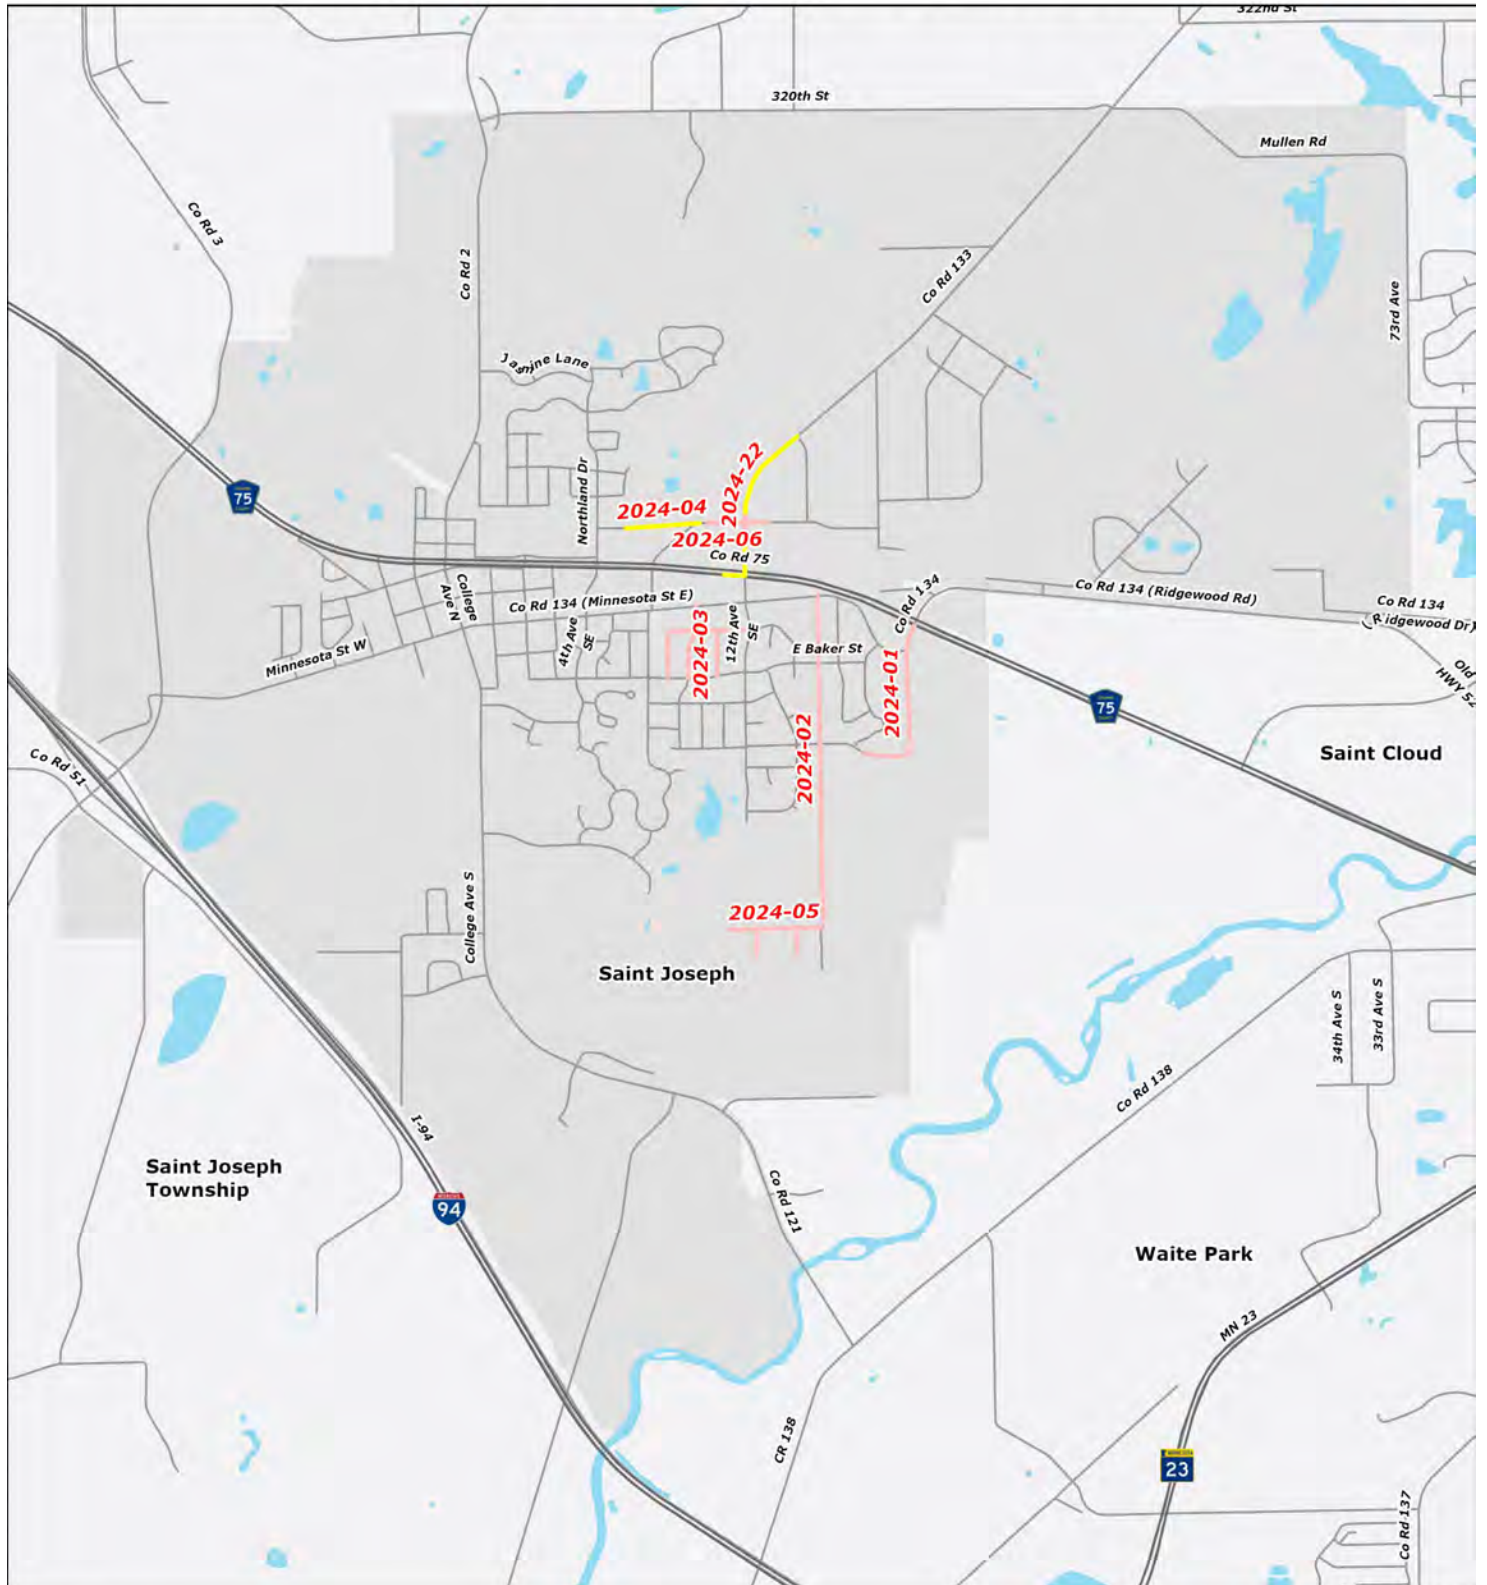 322nd St
320th St
Mullen Rd
Co Rd 3
Co Rd 2
Co Rd 133
73rd Ave
Jasmine Lane
Northland Dr
75
2024-22
2024-04
2024-06
Co Rd 75
College
Ave N
Co Rd 134 (Minnesota St E)
Co Rd 134
Co Rd 134 (Ridgewood Rd)
Co Rd 134
(Ridgewood Dr)
Old
HWY 52
4th Ave
SE
2024-03
12th Ave
SE
E Baker St
2024-01
Minnesota St W
75
2024-02
Saint Cloud
Co Rd 51
College Ave S
2024-05
Saint Joseph
34th Ave S
33rd Ave S
Co Rd 138
I-94
Saint Joseph
Township
94
Co Rd 121
Waite Park
MN 23
CR 138
MINNESOTA
23
Co Rd 137